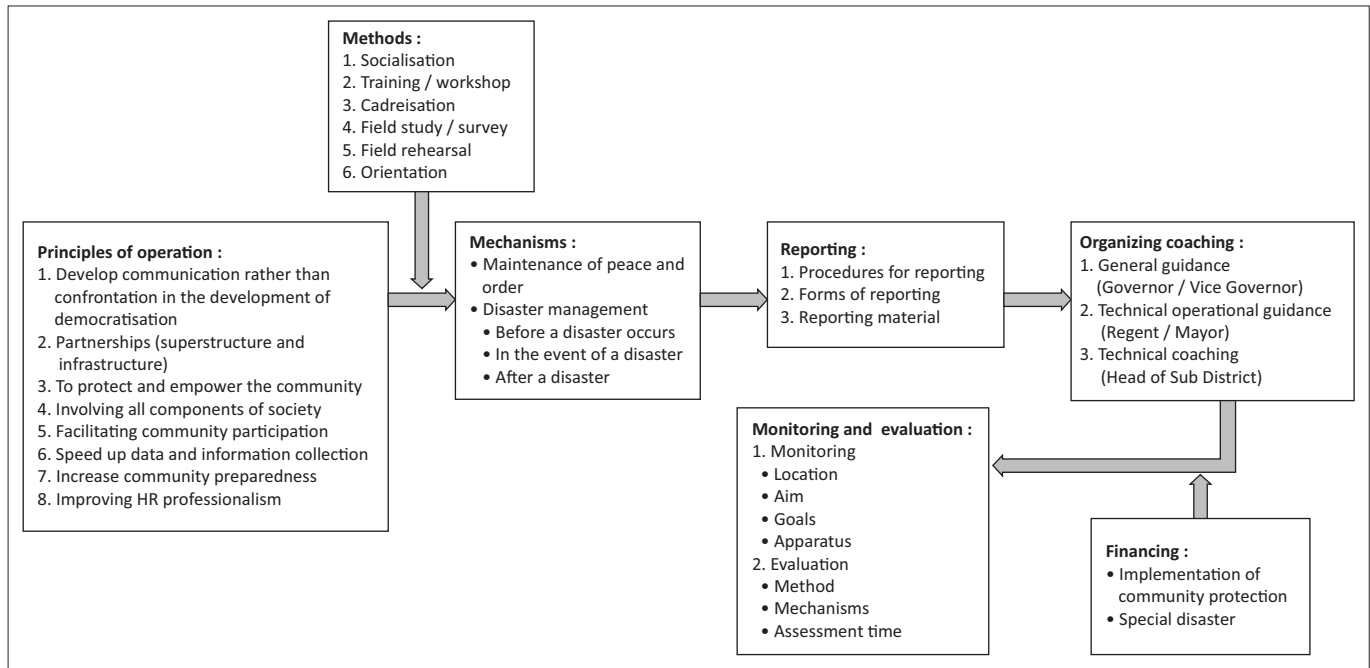 Methods :
1. Socialisation
2. Training / workshop
3. Cadreisation
4. Field study / survey
5. Field rehearsal
6. Orientation
Principles of operation :
1. Develop communication rather than
confrontation in the development of
democratisation
2. Partnerships (superstructure and
infrastructure)
3. To protect and empower the community
4. Involving all components of society
5. Facilitating community participation
6. Speed up data and information collection
7. Increase community preparedness
8. Improving HR professionalism
Mechanisms :
• Maintenance of peace and
order
• Disaster management
• Before a disaster occurs
• In the event of a disaster
• After a disaster
Reporting :
1. Procedures for reporting
2. Forms of reporting
3. Reporting material
Organizing coaching :
1. General guidance
(Governor / Vice Governor)
2. Technical operational guidance
(Regent / Mayor)
3. Technical coaching
(Head of Sub District)
Monitoring and evaluation :
1. Monitoring
• Location
• Aim
• Goals
• Apparatus
2. Evaluation
• Method
• Mechanisms
• Assessment time
Financing :
• Implementation of
community protection
• Special disaster